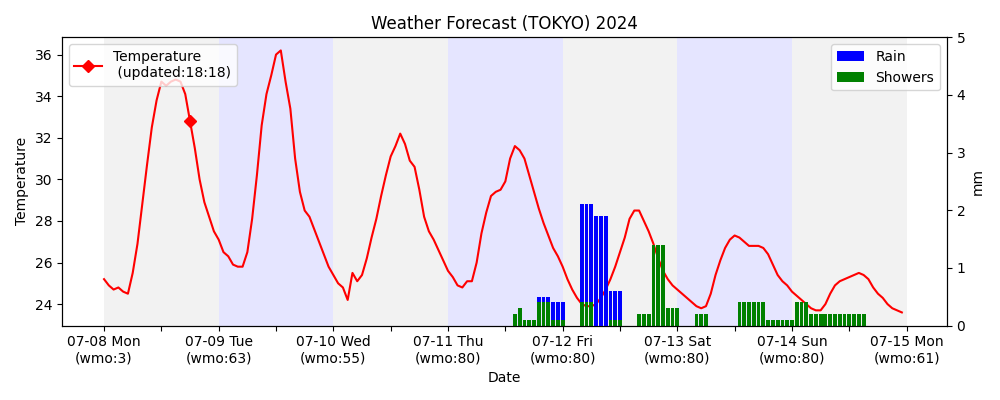 Weather Forecast (TOKYO) 2024
Temperature
(updated:18:18)
Rain
Showers
36
34
32
30
28
26
24
Temperature
5
4
3
2
1
0
mm
07-08 Mon
(wmo:3)
07-09 Tue
(wmo:63)
07-10 Wed
(wmo:55)
07-11 Thu
(wmo:80)
07-12 Fri
(wmo:80)
07-13 Sat
(wmo:80)
07-14 Sun
(wmo:80)
07-15 Mon
(wmo:61)
Date